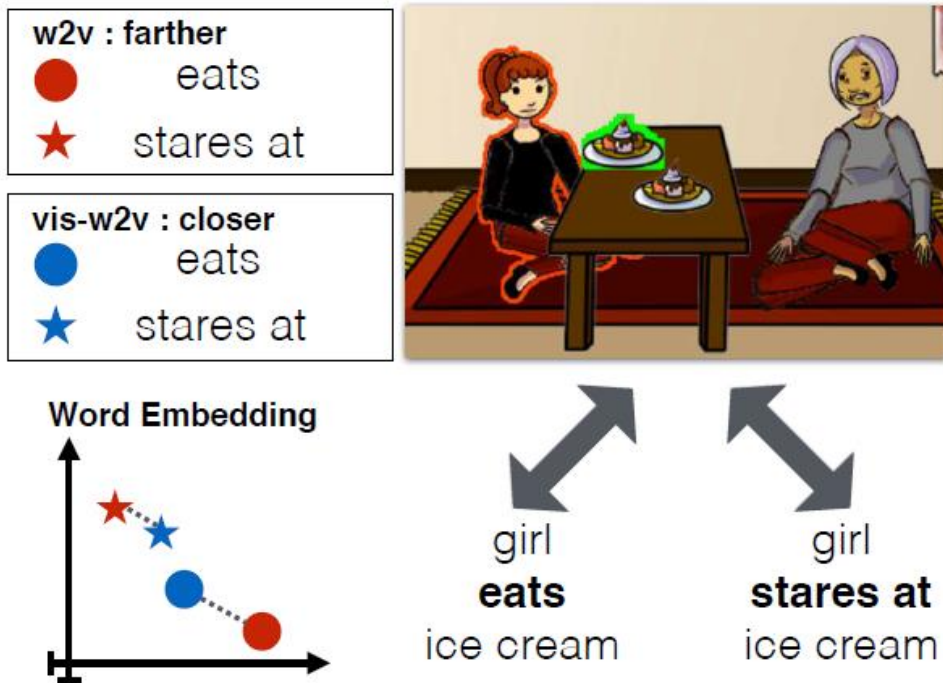 w2v : farther
eats
stares at
vis-w2v : closer
eats
stares at
Word Embedding
girl
eats
ice cream
girl
stares at
ice cream